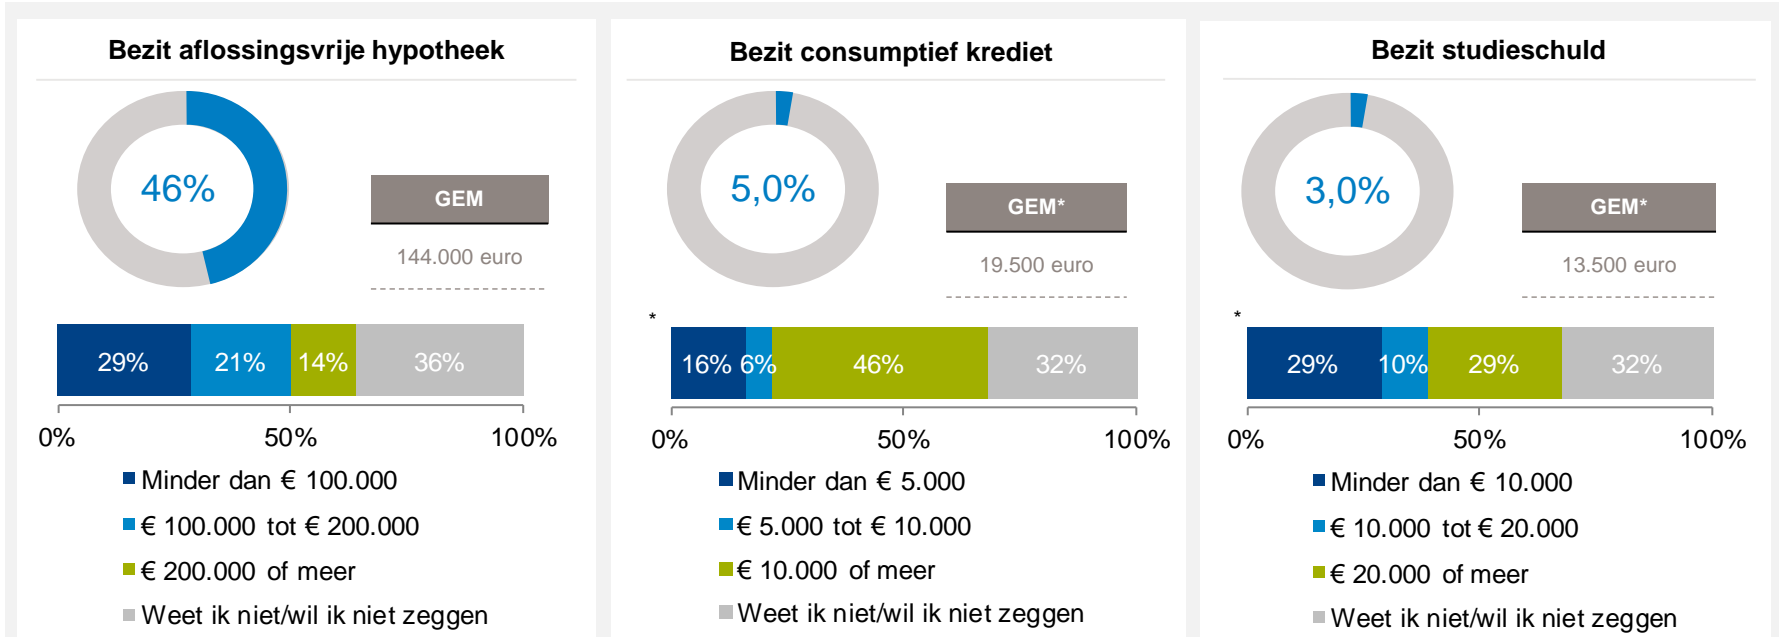 Bezit aflossingsvrije hypotheek
46%
GEM
144.000 euro
29% 21% 14% 36%
0% 50% 100%
Minder dan € 100.000
€ 100.000 tot € 200.000
€ 200.000 of meer
Weet ik niet/wil ik niet zeggen
Bezit consumptief krediet
5,0%
GEM*
19.500 euro
*
16% 6% 46% 32%
0% 50% 100%
Minder dan € 5.000
€ 5.000 tot € 10.000
€ 10.000 of meer
Weet ik niet/wil ik niet zeggen
Bezit studieschuld
3,0%
GEM*
13.500 euro
*
29% 10% 29% 32%
0% 50% 100%
Minder dan € 10.000
€ 10.000 tot € 20.000
€ 20.000 of meer
Weet ik niet/wil ik niet zeggen